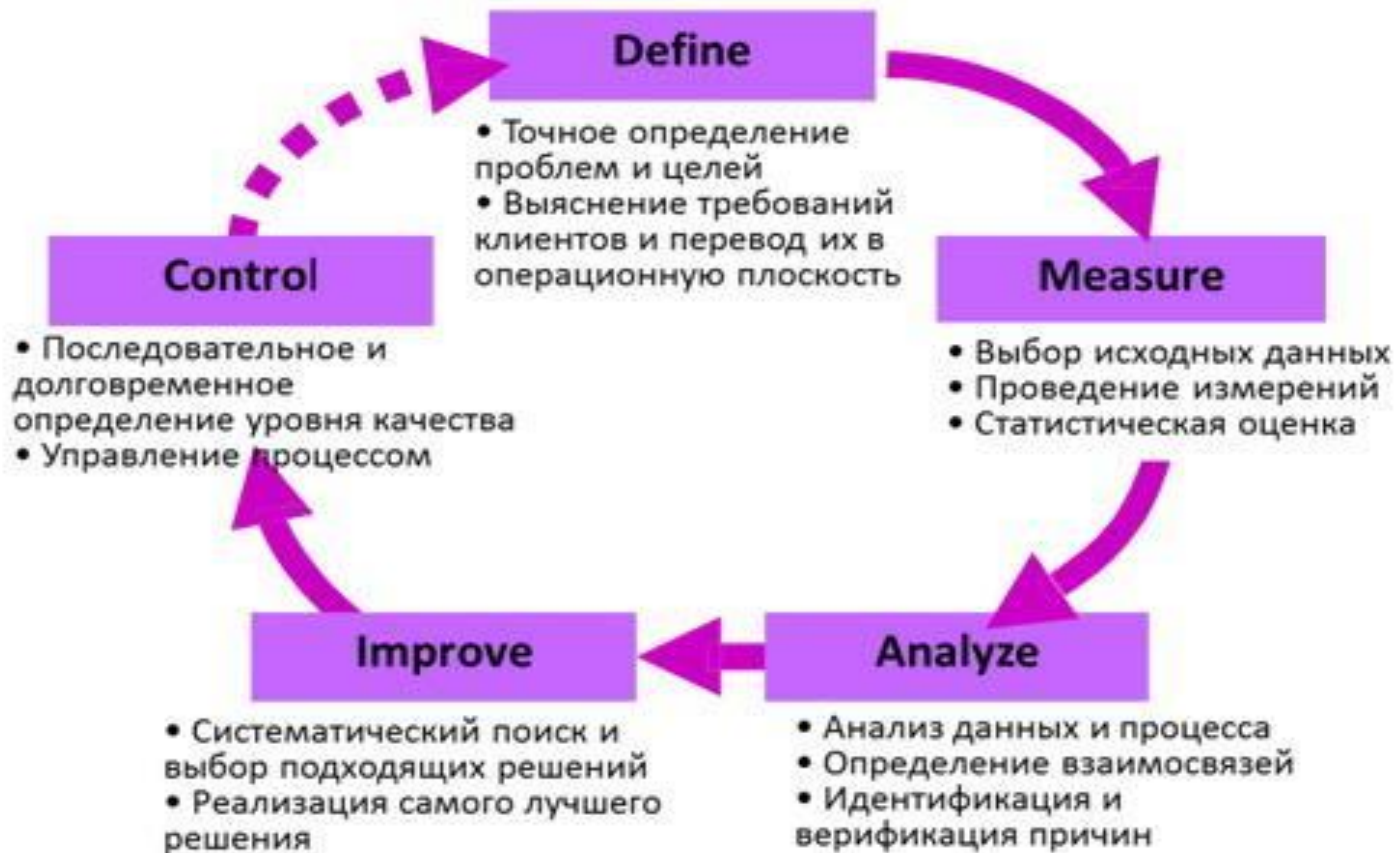 Define
• Точное определение
проблем и целей
• Выяснение требований
клиентов и перевод их в
операционную плоскость
Measure
• Выбор исходных данных
• Проведение измерений
• Статистическая оценка
Analyze
• Анализ данных и процесса
• Определение взаимосвязей
• Идентификация и
верификация причин
Improve
• Систематический поиск и
выбор подходящих решений
• Реализация самого лучшего
решения
Control
• Последовательное и
долговременное
определение уровня качества
• Управление процессом